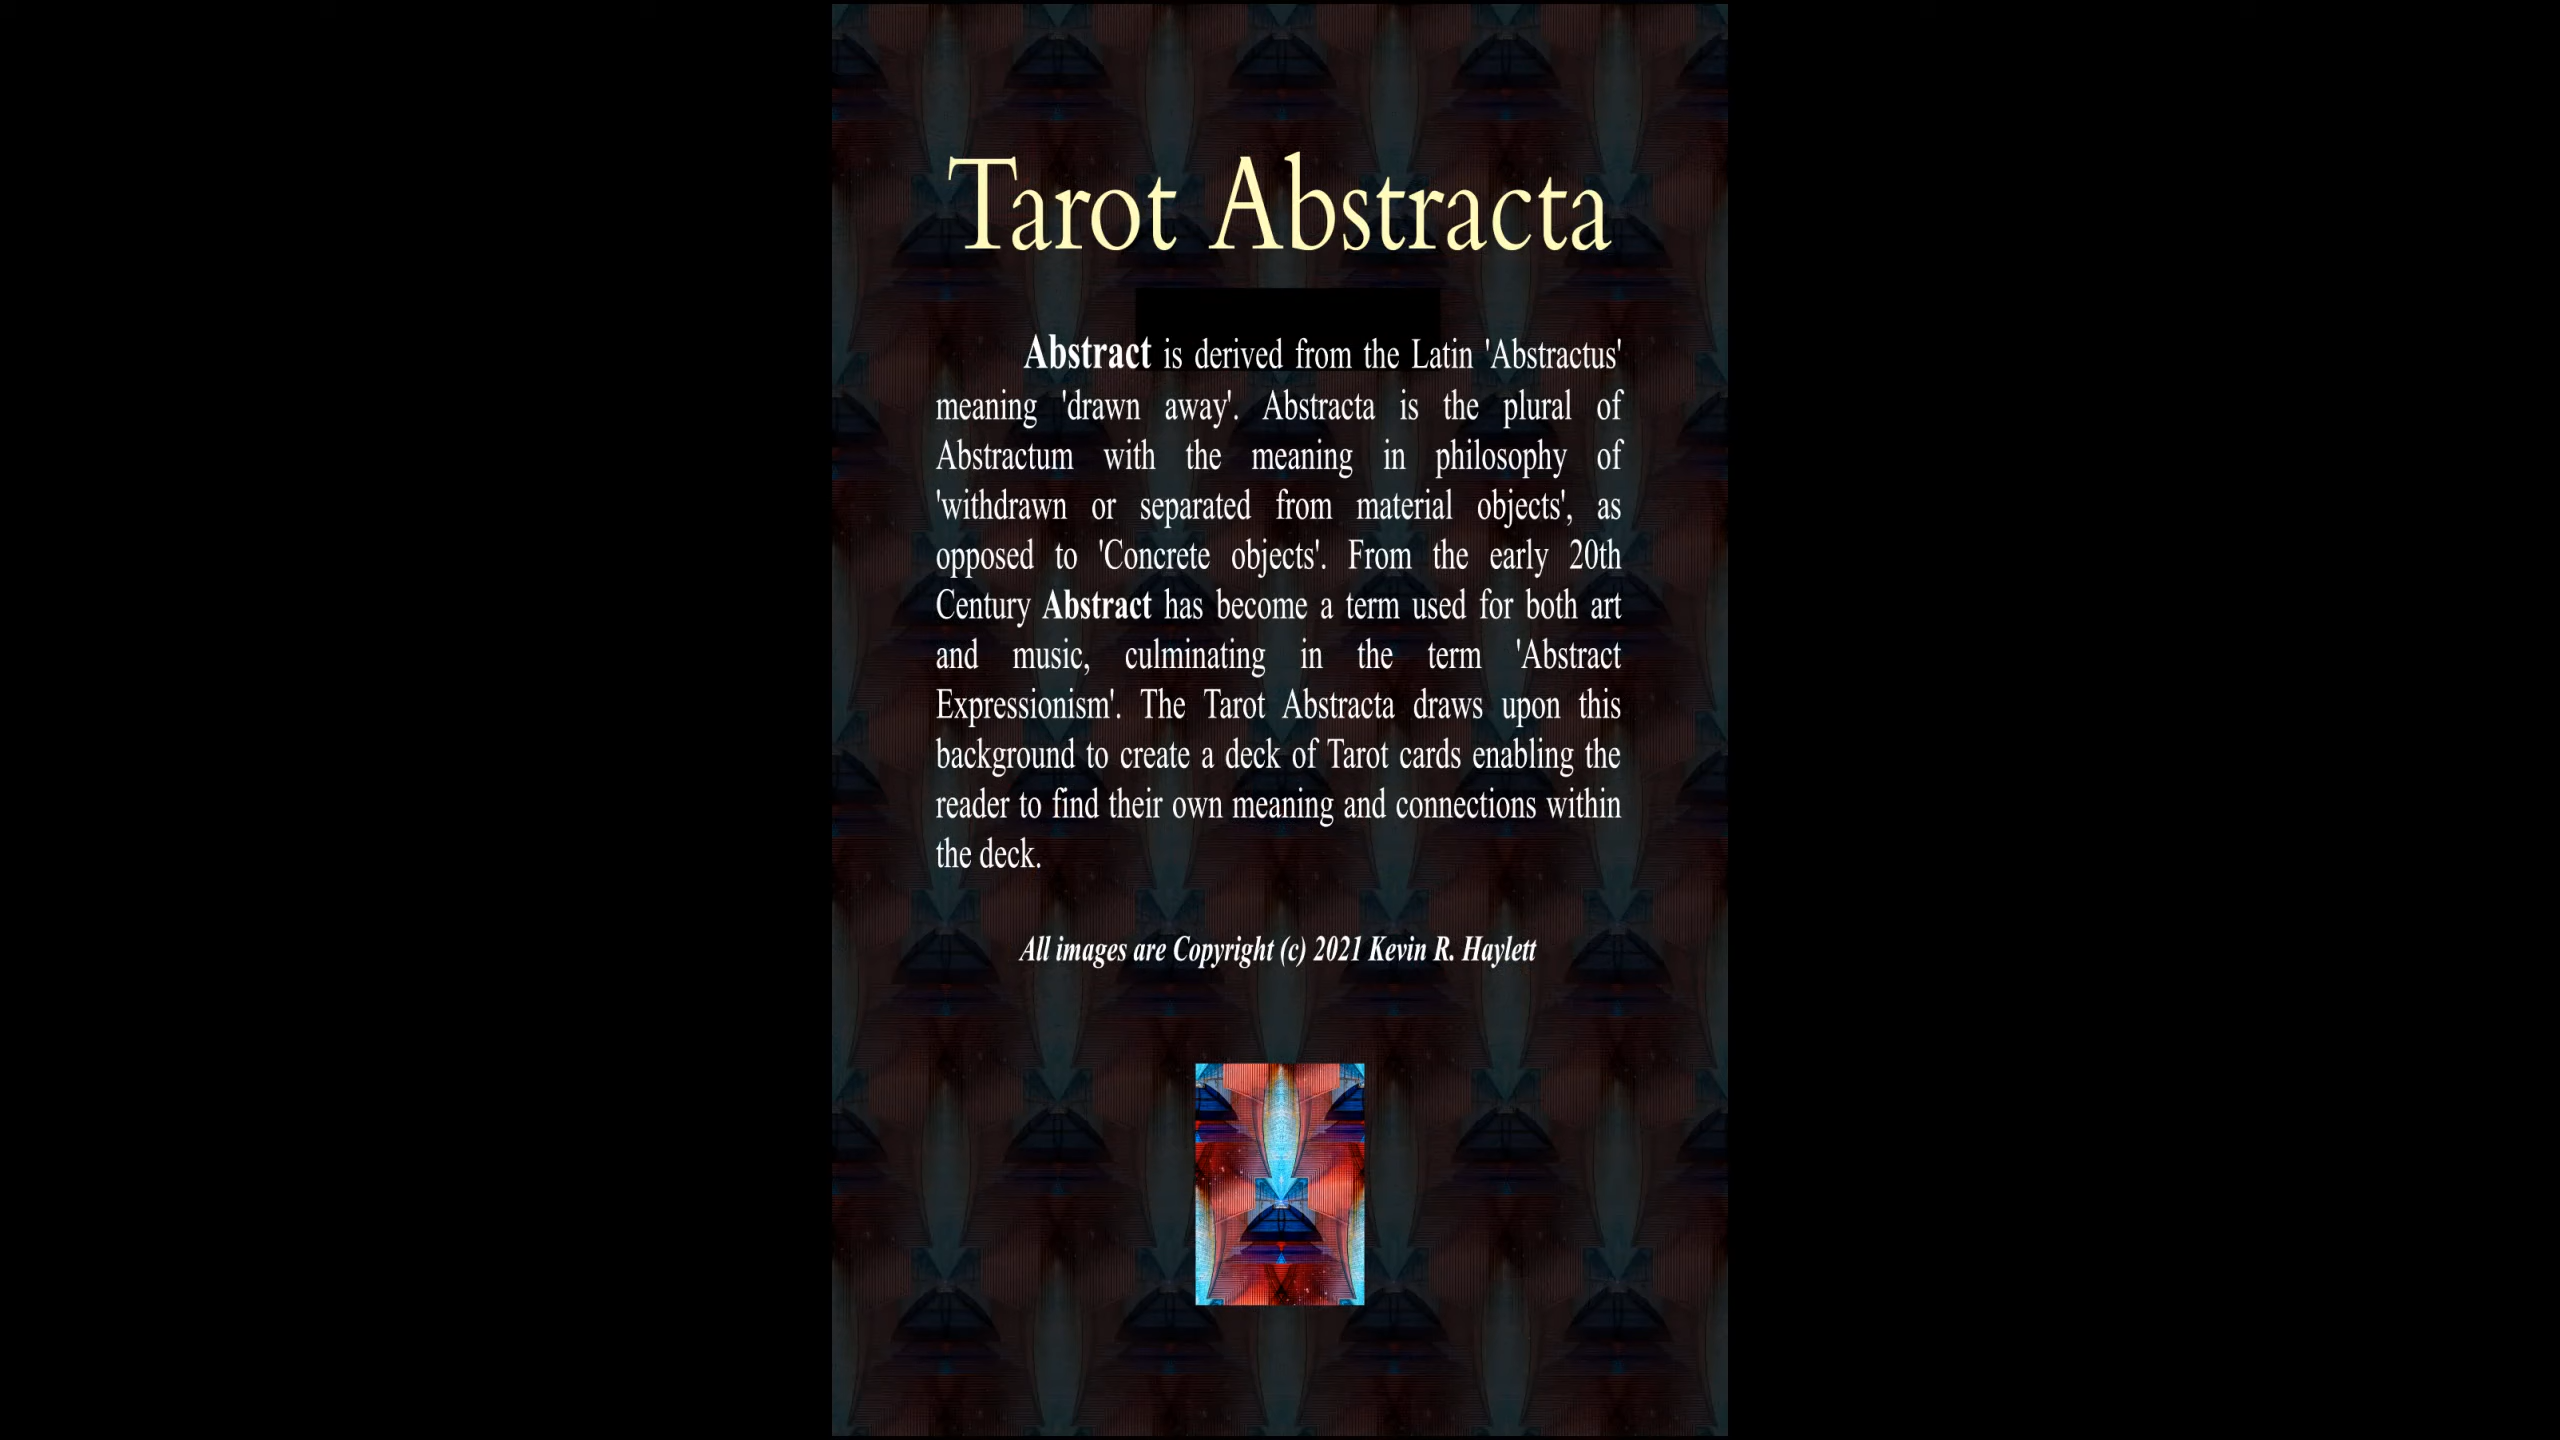 Tarot Abstracta
Abstract is derived from the Latin 'Abstractus'
meaning 'drawn away'. Abstracta is the plural of
Abstractum with the meaning in philosophy of
'withdrawn or separated from material objects', as
opposed to 'Concrete objects'. From the early 20th
Century Abstract has become a term used for both art
and music, culminating in the term 'Abstract
Expressionism'. The Tarot Abstracta draws upon this
background to create a deck of Tarot cards enabling the
reader to find their own meaning and connections within
the deck.
All images are Copyright (c) 2021 Kevin R. Haylett